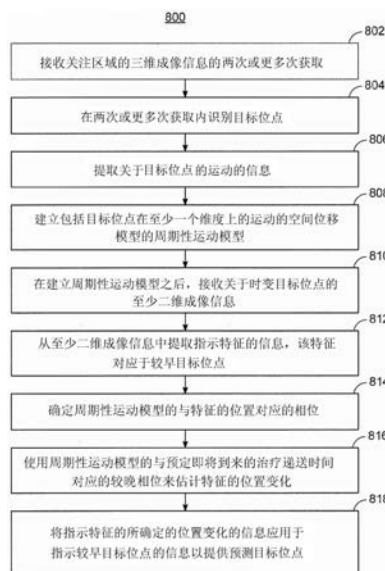 800
802
接收关注区域的三维成像信息的两次或更多次获取
804
在两次或更多次获取内识别目标位点
806
提取关于目标位点的运动的信息
808
建立包括目标位点在至少一个维度上的运动的空间位移
模型的周期性运动模型
810
在建立周期性运动模型之后，接收关于时变目标位点的
至少二维成像信息
812
从至少二维成像信息中提取指示特征的信息，该特征
对应于较早目标位点
814
确定周期性运动模型的与特征的位置对应的相位
816
使用周期性运动模型的与预定即将到来的治疗递送时间
对应的较晚相位来估计特征的位置变化
818
将指示特征的所确定的位置变化的信息应用于
指示较早目标位点的信息以提供预测目标位点